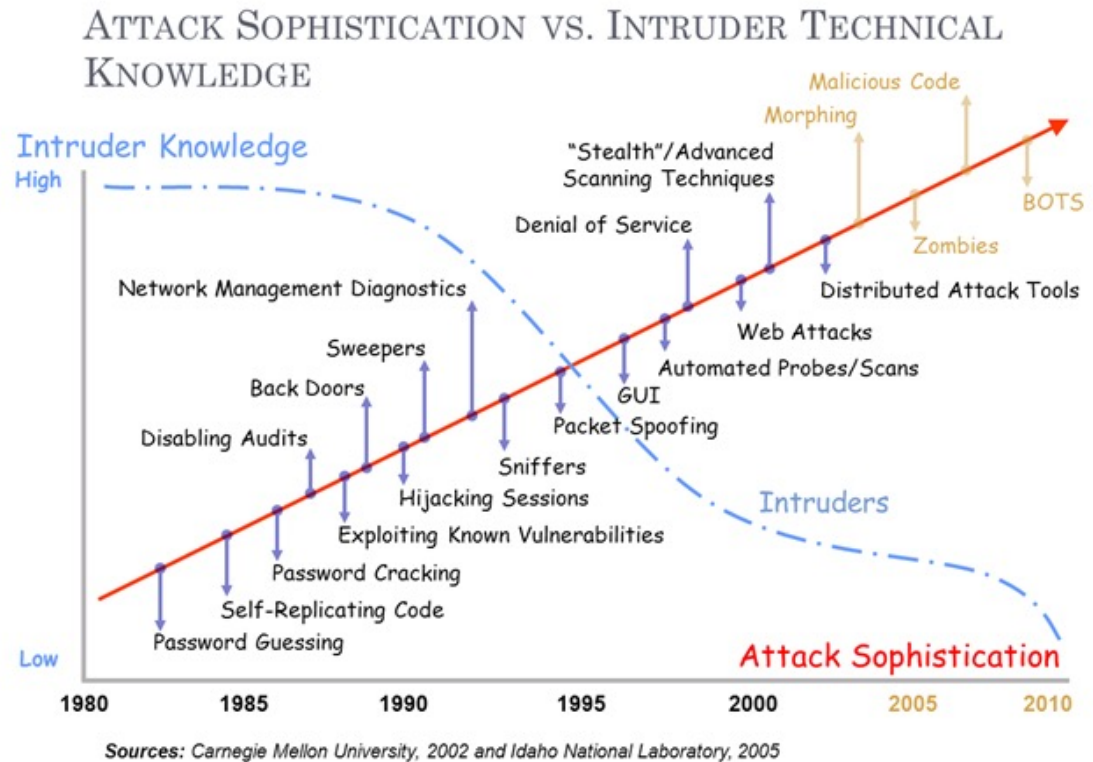 ATTACK SOPHISTICATION VS. INTRUDER TECHNICAL
KNOWLEDGE
Malicious Code
Morphing
Intruder Knowledge
High
“Stealth”/Advanced
Scanning Techniques
BOTS
Denial of Service
Zombies
Network Management Diagnostics
Distributed Attack Tools
Web Attacks
Sweepers
Automated Probes/Scans
Back Doors
GUI
Packet Spoofing
Disabling Audits
Sniffers
Hijacking Sessions
Intruders
Exploiting Known Vulnerabilities
Password Cracking
Self-Replicating Code
Password Guessing
Low
Attack Sophistication
1980 1985 1990 1995 2000 2005 2010
Sources: Carnegie Mellon University, 2002 and Idaho National Laboratory, 2005